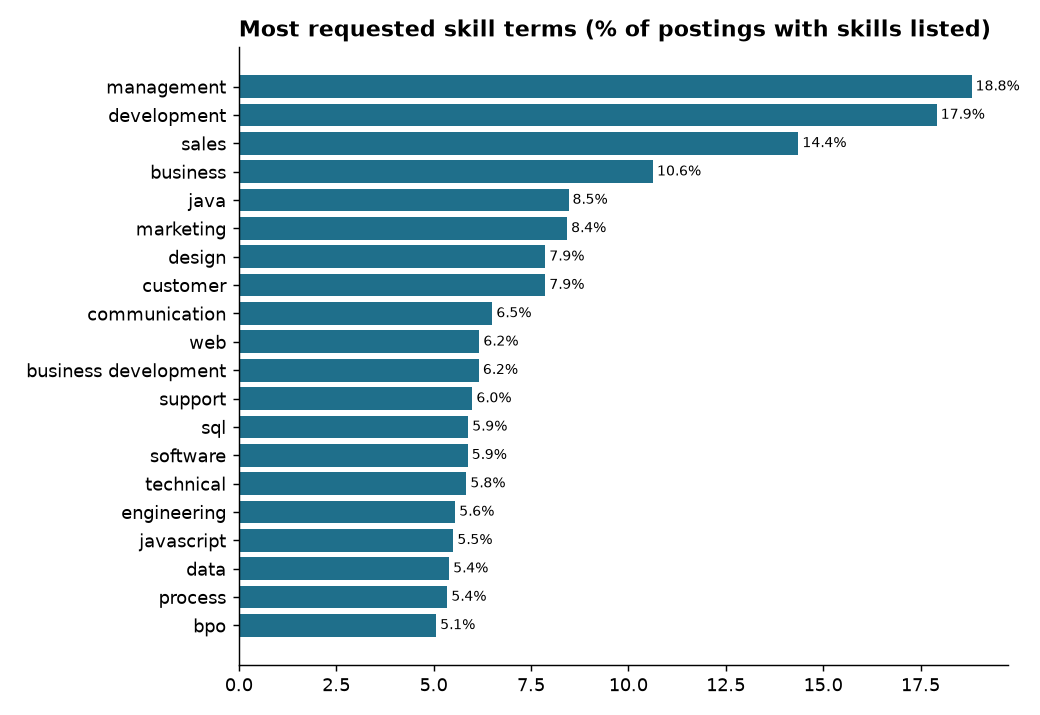 Most requested skill terms (% of postings with skills listed)
management 18.8%
development 17.9%
sales 14.4%
business 10.6%
java 8.5%
marketing 8.4%
design 7.9%
customer 7.9%
communication 6.5%
web 6.2%
business development 6.2%
support 6.0%
sql 5.9%
software 5.9%
technical 5.8%
engineering 5.6%
javascript 5.5%
data 5.4%
process 5.4%
bpo 5.1%
0.0 2.5 5.0 7.5 10.0 12.5 15.0 17.5